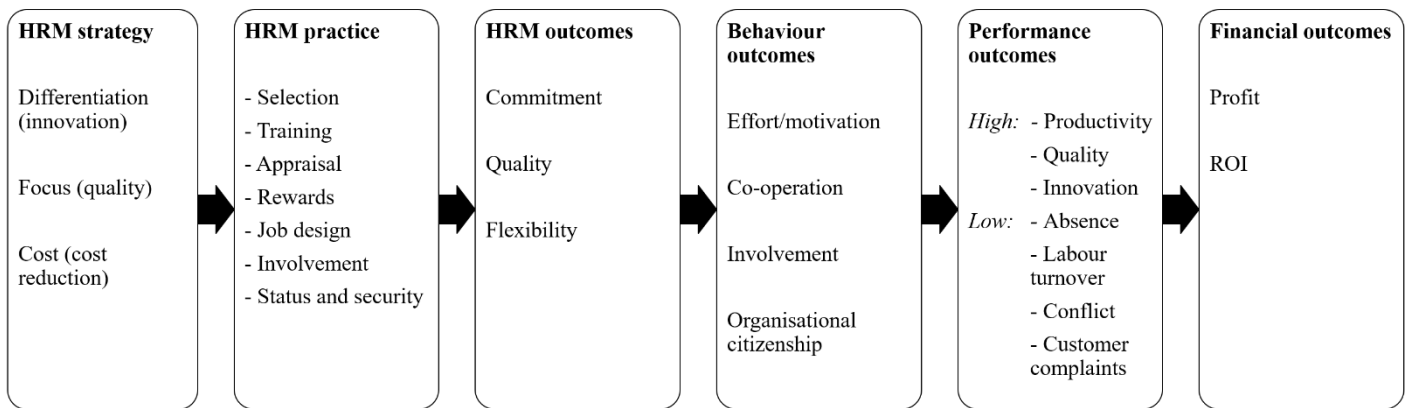 HRM strategy
Differentiation
(innovation)
Focus (quality)
Cost (cost
reduction)
HRM practice
- Selection
- Training
- Appraisal
- Rewards
- Job design
- Involvement
- Status and security
HRM outcomes
Commitment
Quality
Flexibility
Behaviour
outcomes
Effort/motivation
Co-operation
Involvement
Organisational
citizenship
Performance
outcomes
High: - Productivity
- Quality
- Innovation
Low: - Absence
- Labour
turnover
- Conflict
- Customer
complaints
Financial outcomes
Profit
ROI